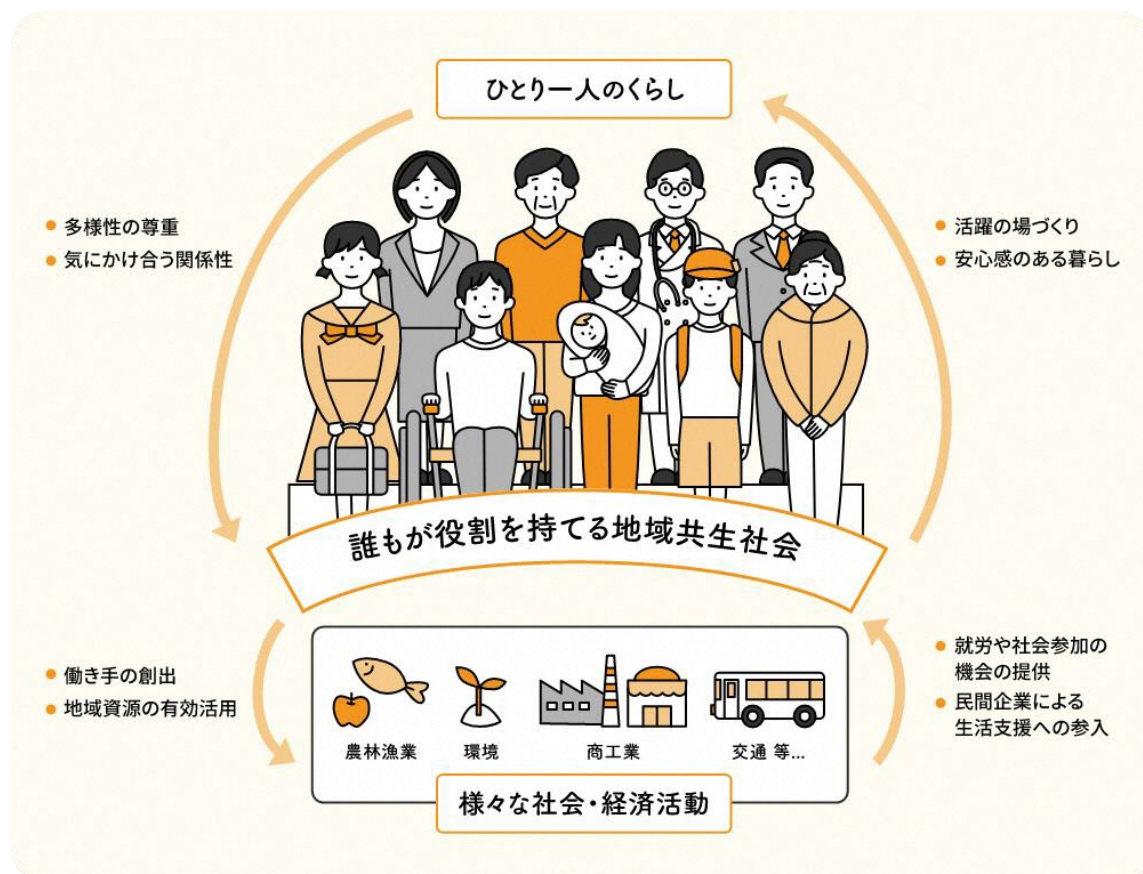 ひとり一人のくらし
多様性の尊重
気にかけ合う関係性
活躍の場づくり
安心感のある暮らし
誰もが役割を持てる地域共生社会
働き手の創出
地域資源の有効活用
就労や社会参加の
機会の提供
民間企業による
生活支援への参入
農林漁業
環境
商工業
交通 等...
様々な社会・経済活動